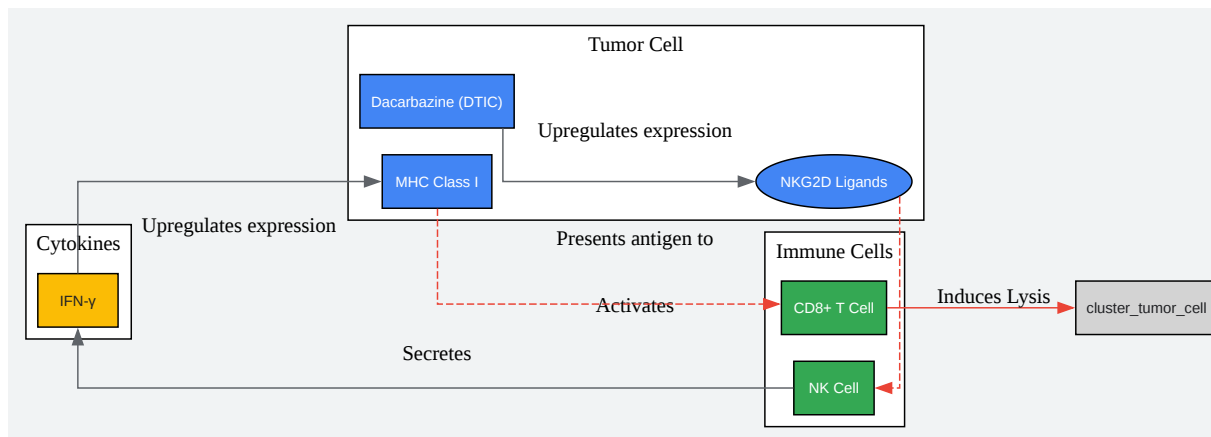 Tumor Cell
Dacarbazine (DTIC)
Upregulates expression
MHC Class I
NKG2D Ligands
Upregulates expression
Presents antigen to
Cytokines
Immune Cells
IFN-γ
Activates
CD8+ T Cell
Induces Lysis
cluster_tumor_cell
Secretes
NK Cell